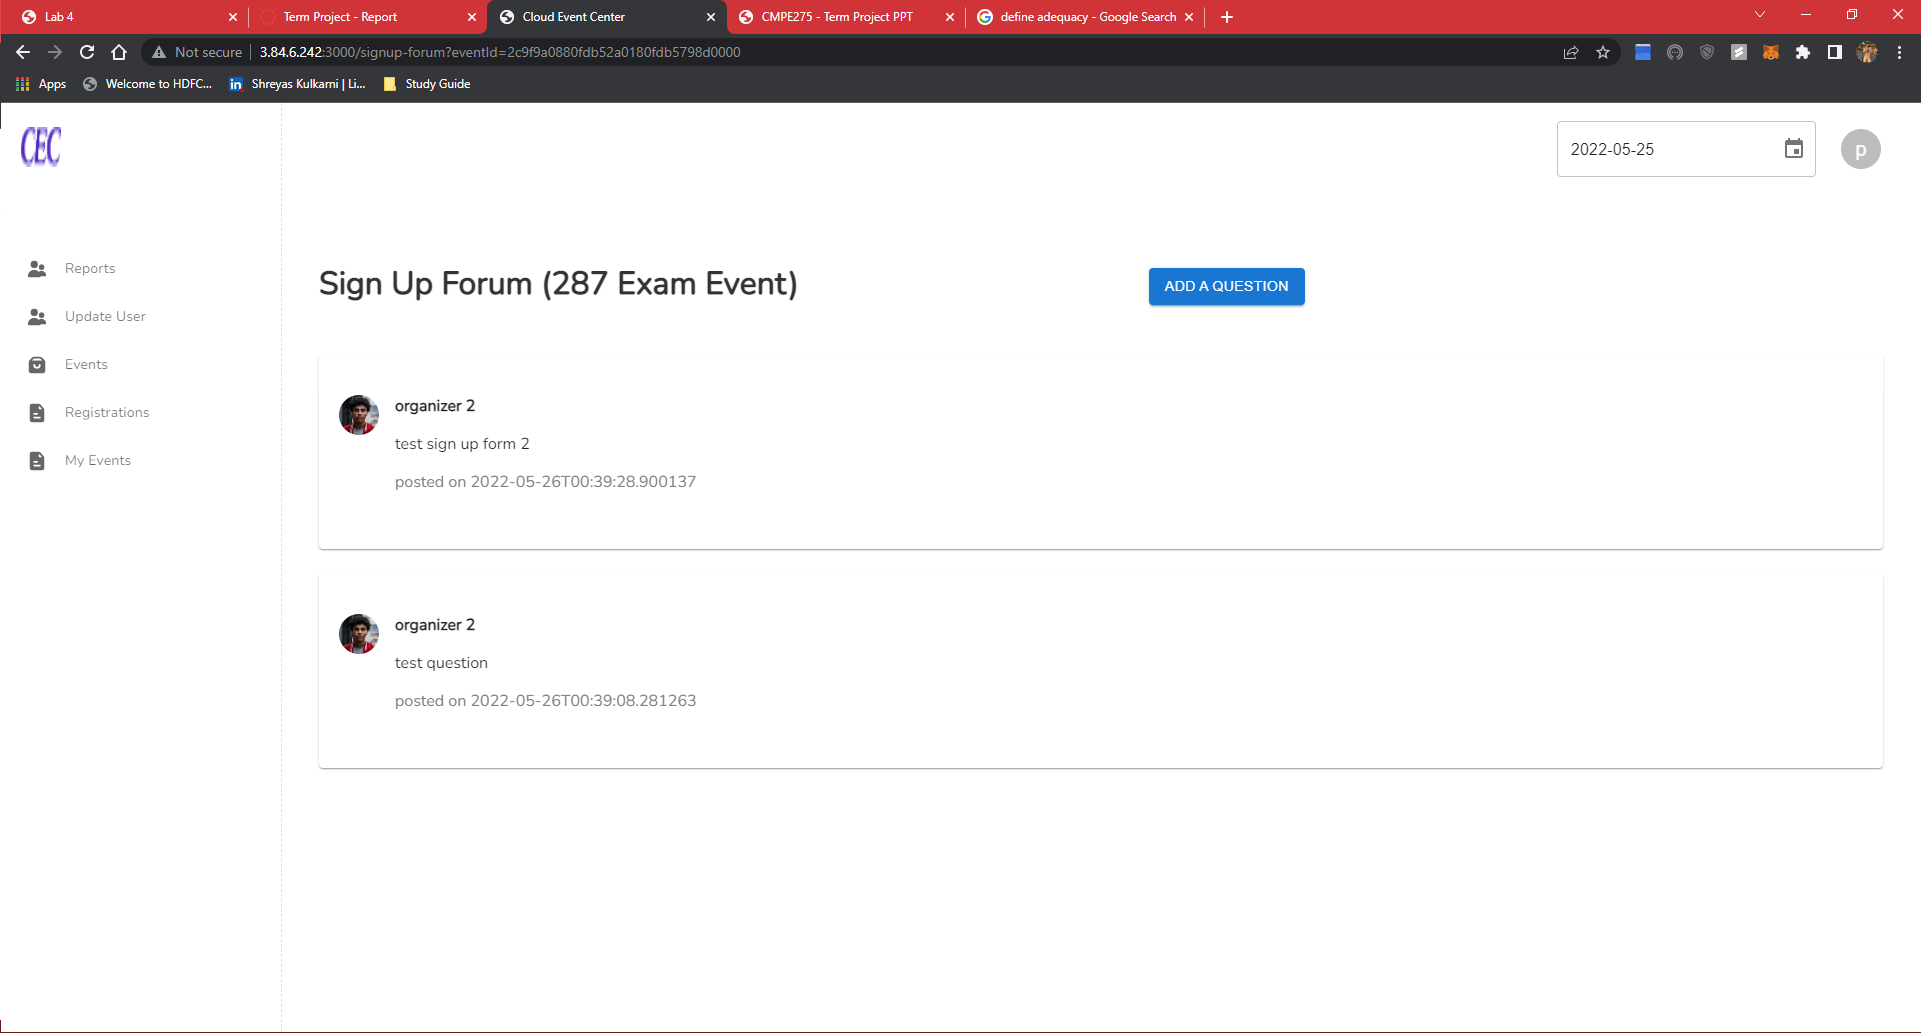 Lab 4
Term Project - Report
Cloud Event Center
CMPE275 - Term Project PPT
define adequacy - Google Search
Not secure
3.84.6.242:3000/signup-forum?eventId=2c9f9a0880fdb52a0180fdb5798d0000
Apps
Welcome to HDFC...
Shreyas Kulkarni | Li...
Study Guide
CEC
2022-05-25
p
Reports
Update User
Events
Registrations
My Events
Sign Up Forum (287 Exam Event)
ADD A QUESTION
organizer 2
test sign up form 2
posted on 2022-05-26T00:39:28.900137
organizer 2
test question
posted on 2022-05-26T00:39:08.281263